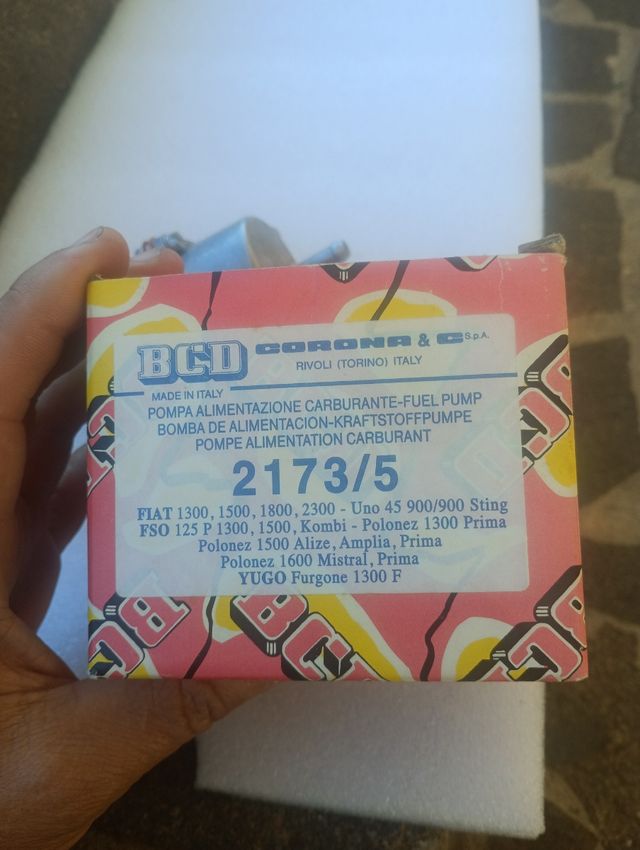 BCD CORONA & C S.p.A.
RIVOLI (TORINO) ITALY
MADE IN ITALY
POMPA ALIMENTAZIONE CARBURANTE-FUEL PUMP
BOMBA DE ALIMENTACION-KRAFTSTOFFPUMPE
POMPE ALIMENTATION CARBURANT
2173/5
FIAT 1300, 1500, 1800, 2300 - Uno 45 900/900 Sting
FSO 125 P 1300, 1500, Kombi - Polonez 1300 Prima
Polonez 1500 Alize, Amplia, Prima
Polonez 1600 Mistral, Prima
YUGO Furgone 1300 F
BCD